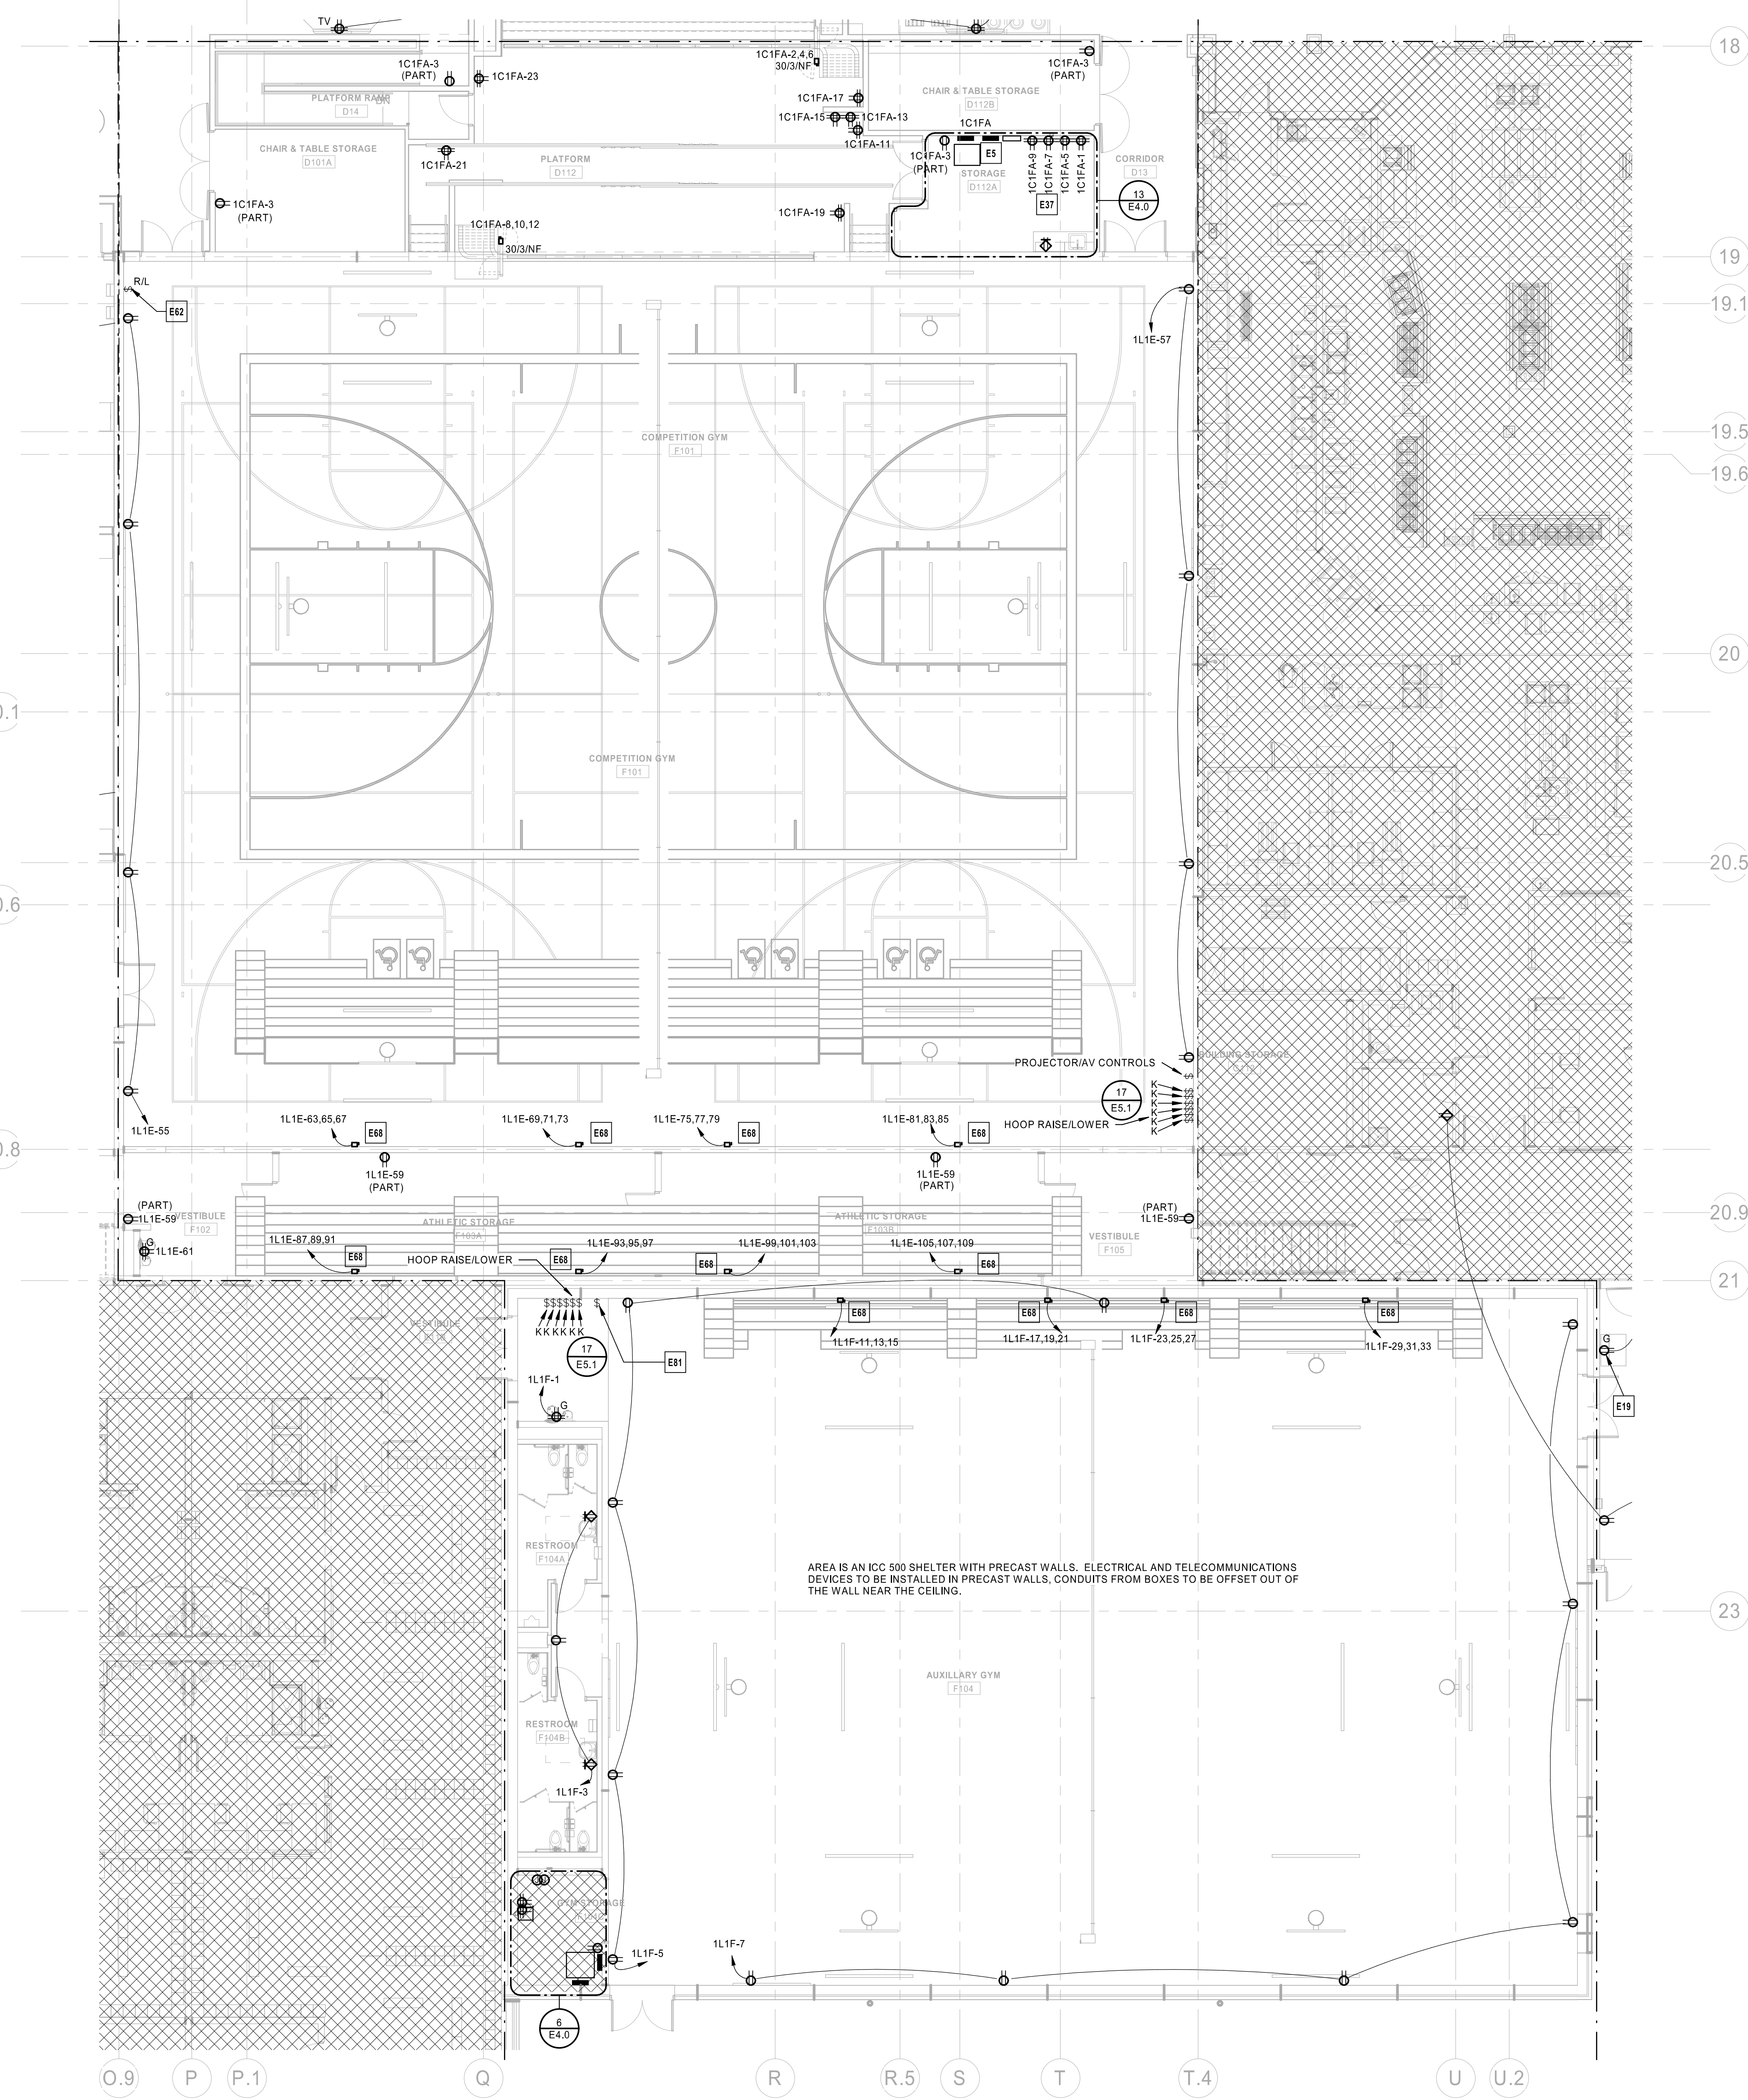 TV
18
1C1FA-2,4,6
30/3/NF
1C1FA-3
(PART)
1C1FA-23
1C1FA-3
(PART)
PLATFORM RAMP
DN
D14
1C1FA-17
CHAIR & TABLE STORAGE
D112B
1C1FA-15
1C1FA-13
1C1FA
1C1FA-11
CHAIR & TABLE STORAGE
D101A
1C1FA-21
PLATFORM
D112
1C1FA-3
(PART)
E5
STORAGE
D112A
1C1FA-9
1C1FA-7
1C1FA-5
1C1FA-1
CORRIDOR
D13
E37
13
E4.0
1C1FA-3
(PART)
1C1FA-19
1C1FA-8,10,12
30/3/NF
19
R/L
E62
19.1
1L1E-57
19.5
COMPETITION GYM
F101
19.6
20
COMPETITION GYM
F101
20.5
PROJECTOR/AV CONTROLS
$
BUILDING STORAGE
17
E5.1
K
K
K
K
K
K
$$$$$$
HOOP RAISE/LOWER
1L1E-55
1L1E-63,65,67
E68
1L1E-69,71,73
E68
1L1E-75,77,79
E68
1L1E-81,83,85
E68
1L1E-59
(PART)
1L1E-59
(PART)
(PART)
1L1E-59
VESTIBULE
F102
ATHLETIC STORAGE
F103A
ATHLETIC STORAGE
F103B
(PART)
1L1E-59
20.9
VESTIBULE
F105
G
1L1E-61
1L1E-87,89,91
E68
1L1E-93,95,97
E68
1L1E-99,101,103
E68
1L1E-105,107,109
E68
HOOP RAISE/LOWER
21
$$$$$$
$
KKKKKK
17
E5.1
E81
VESTIBULE
E68
1L1F-11,13,15
E68
1L1F-17,19,21
E68
1L1F-23,25,27
E68
1L1F-29,31,33
G
E19
1L1F-1
G
RESTROOM
F104A
AREA IS AN ICC 500 SHELTER WITH PRECAST WALLS. ELECTRICAL AND TELECOMMUNICATIONS
DEVICES TO BE INSTALLED IN PRECAST WALLS, CONDUITS FROM BOXES TO BE OFFSET OUT OF
THE WALL NEAR THE CEILING.
23
AUXILLARY GYM
F104
RESTROOM
F104B
1L1F-3
GYM STORAGE
F104C
1L1F-5
1L1F-7
6
E4.0
O.9
P
P.1
Q
R
R.5
S
T
T.4
U
U.2